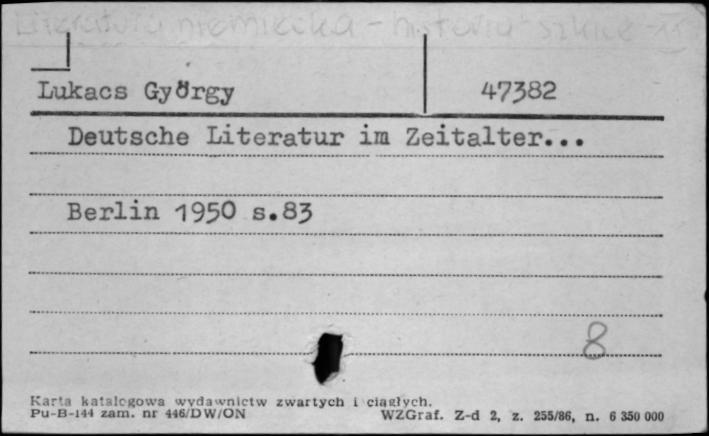 Literatura niemiecka - historia szkice
Lukacs György
47382
Deutsche Literatur im Zeitalter...
Berlin 1950 s.83
8
Karta katalogowa wydawnictw zwartych i ciągłych.
Pu-B-144 zam. nr 446/DW/ON
WZGraf. Z-d 2, z. 255/86, n. 6 350 000